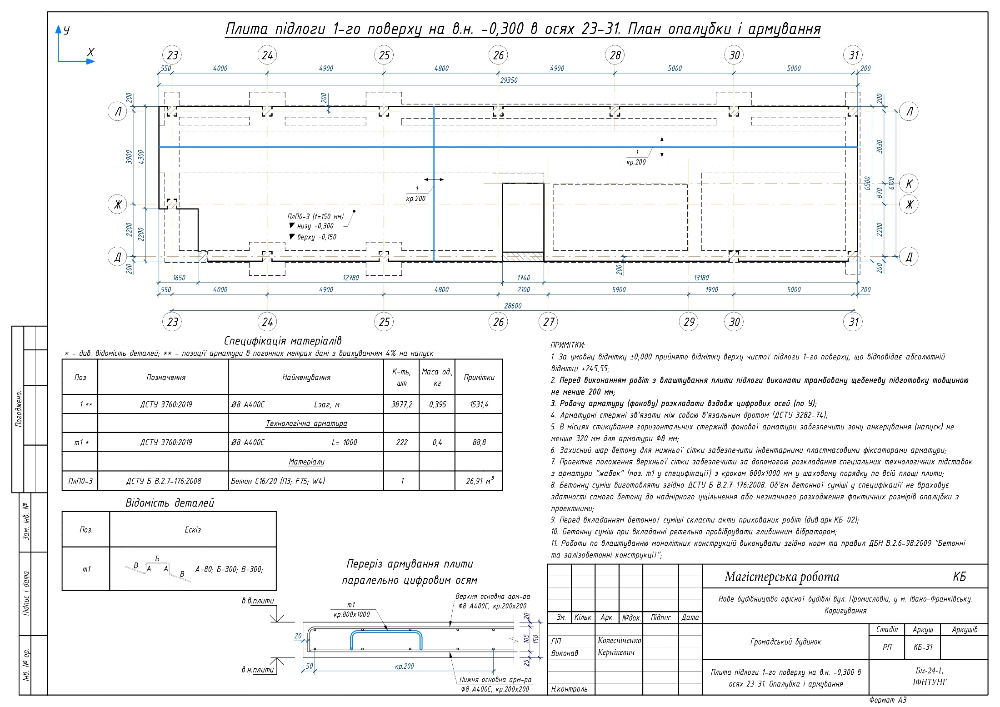 Плита підлоги 1-го поверху на в.н. -0,300 в осях 23-31. План опалубки і армування
У
Х
23 24 25 26 28 30 31
550 4000 4900 4800 4900 5000 5000 200
29350
200 200 200
Л Л
3900 4300 3030
1
кр.200
6500 6100
К
1
кр.200
870
Ж Ж
ПлП0-3 (t=150 мм)
низу -0,300
верху -0,150
2200 2200 2200
Д Д
200 200 200
1650 12780 1740 13180
550 4000 4900 4800 2100 5900 1900 5000 200
28600
23 24 25 26 27 29 30 31
Специфікація матеріалів
* - див. відомість деталей; ** - позиції арматури в погонних метрах дані з врахуванням 4% на напуск
Поз Позначення Найменування К-ть, шт Маса од., кг Примітки
1 ** ДСТУ 3760:2019 Ø8 А400С Lзаг, м 3877,2 0,395 1531,4
Технологічна арматура
т1 * ДСТУ 3760:2019 Ø8 А400С L= 1000 222 0,4 88,8
Матеріали
ПлП0-3 ДСТУ Б В.2.7-176:2008 Бетон С16/20 (П3; F75; W4) 1 26,91 м³
Відомість деталей
Поз. Ескіз
т1 В А Б А В А=80; Б=300; В=300;
Переріз армування плити
паралельно цифровим осям
в.в.плити
т1
кр.800х1000
Верхня основна арм-ра
Ф8 А400С, кр.200х200
20
20 105 150
25
50 кр.200
в.н.плити
Нижня основна арм-ра
Ф8 А400С, кр.200х200
ПРИМІТКИ:
1. За умовну відмітку ±0,000 прийнято відмітку верху чистої підлоги 1-го поверху, що відповідає абсолютній
відмітці +245,55;
2. Перед виконанням робіт з влаштування плити підлоги виконати трамбовану щебеневу підготовку товщиною
не менше 200 мм;
3. Робочу арматуру (фонову) розкладати вздовж цифрових осей (по У);
4. Арматурні стержні зв'язати між собою в'язальним дротом (ДСТУ 3282-74);
5. В місцях стикування горизонтальних стержнів фонової арматури забезпечити зону анкерування (напуск) не
менше 320 мм для арматури Ф8 мм;
6. Захисний шар бетону для нижньої сітки забезпечити інвентарними пластмасовими фіксаторами арматури;
7. Проектне положення верхньої сітки забезпечити за допомогою розкладання спеціальних технологічних підставок
з арматури "жабок" (поз. т1 у специфікації) з кроком 800х1000 мм у шаховому порядку по всій площі плити;
8. Бетонну суміш виготовляти згідно ДСТУ Б В.2.7-176:2008. Об'єм бетонної суміші у специфікації не враховує
здатності самого бетону до надмірного ущільнення або незначного розходження фактичних розмірів опалубки з
проектними;
9. Перед вкладанням бетонної суміші скласти акти прихованих робіт (див.арк.КБ-02);
10. Бетонну суміш при вкладанні ретельно провібрувати глибинним вібратором;
11. Роботи по влаштуванню монолітних конструкцій виконувати згідно норм та правил ДБН В.2.6-98:2009 "Бетонні
та залізобетонні конструкції";
Магістерська робота КБ
Нове будівництво офісної будівлі вул. Промисловій, у м. Івано-Франківську.
Коригування
Зм. Кільк. Арк. №док. Підпис Дата
Громадський будинок
Стадія Аркуш Аркушів
РП КБ-31
ГІП Колесніченко
Виконав Кернікевич
Н.контроль
Плита підлоги 1-го поверху на в.н. -0,300 в
осях 23-31. Опалубка і армування
Бм-24-1,
ІФНТУНГ
Формат А3
Погоджено:
Зам. інв. №
Підпис і дата
Інв. № ор.